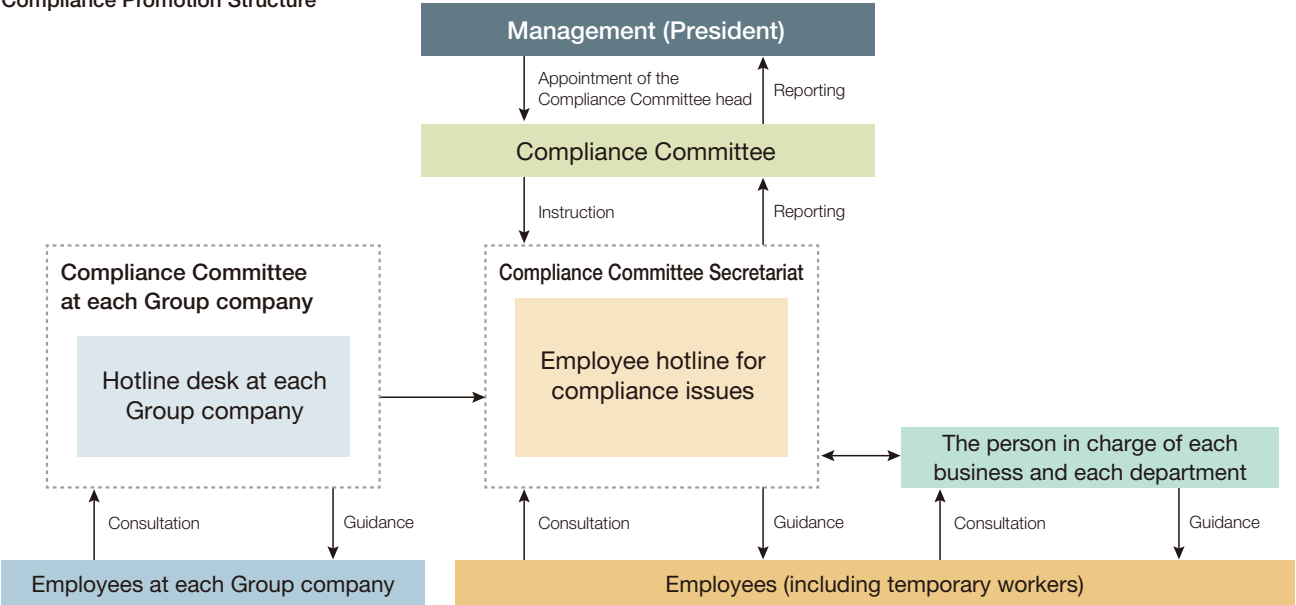 Compliance Promotion Structure
Management (President)
Appointment of the
Compliance Committee head
Reporting
Compliance Committee
Instruction
Reporting
Compliance Committee
at each Group company
Hotline desk at each
Group company
Compliance Committee Secretariat
Employee hotline for
compliance issues
The person in charge of each
business and each department
Consultation
Guidance
Consultation
Guidance
Consultation
Guidance
Employees at each Group company
Employees (including temporary workers)